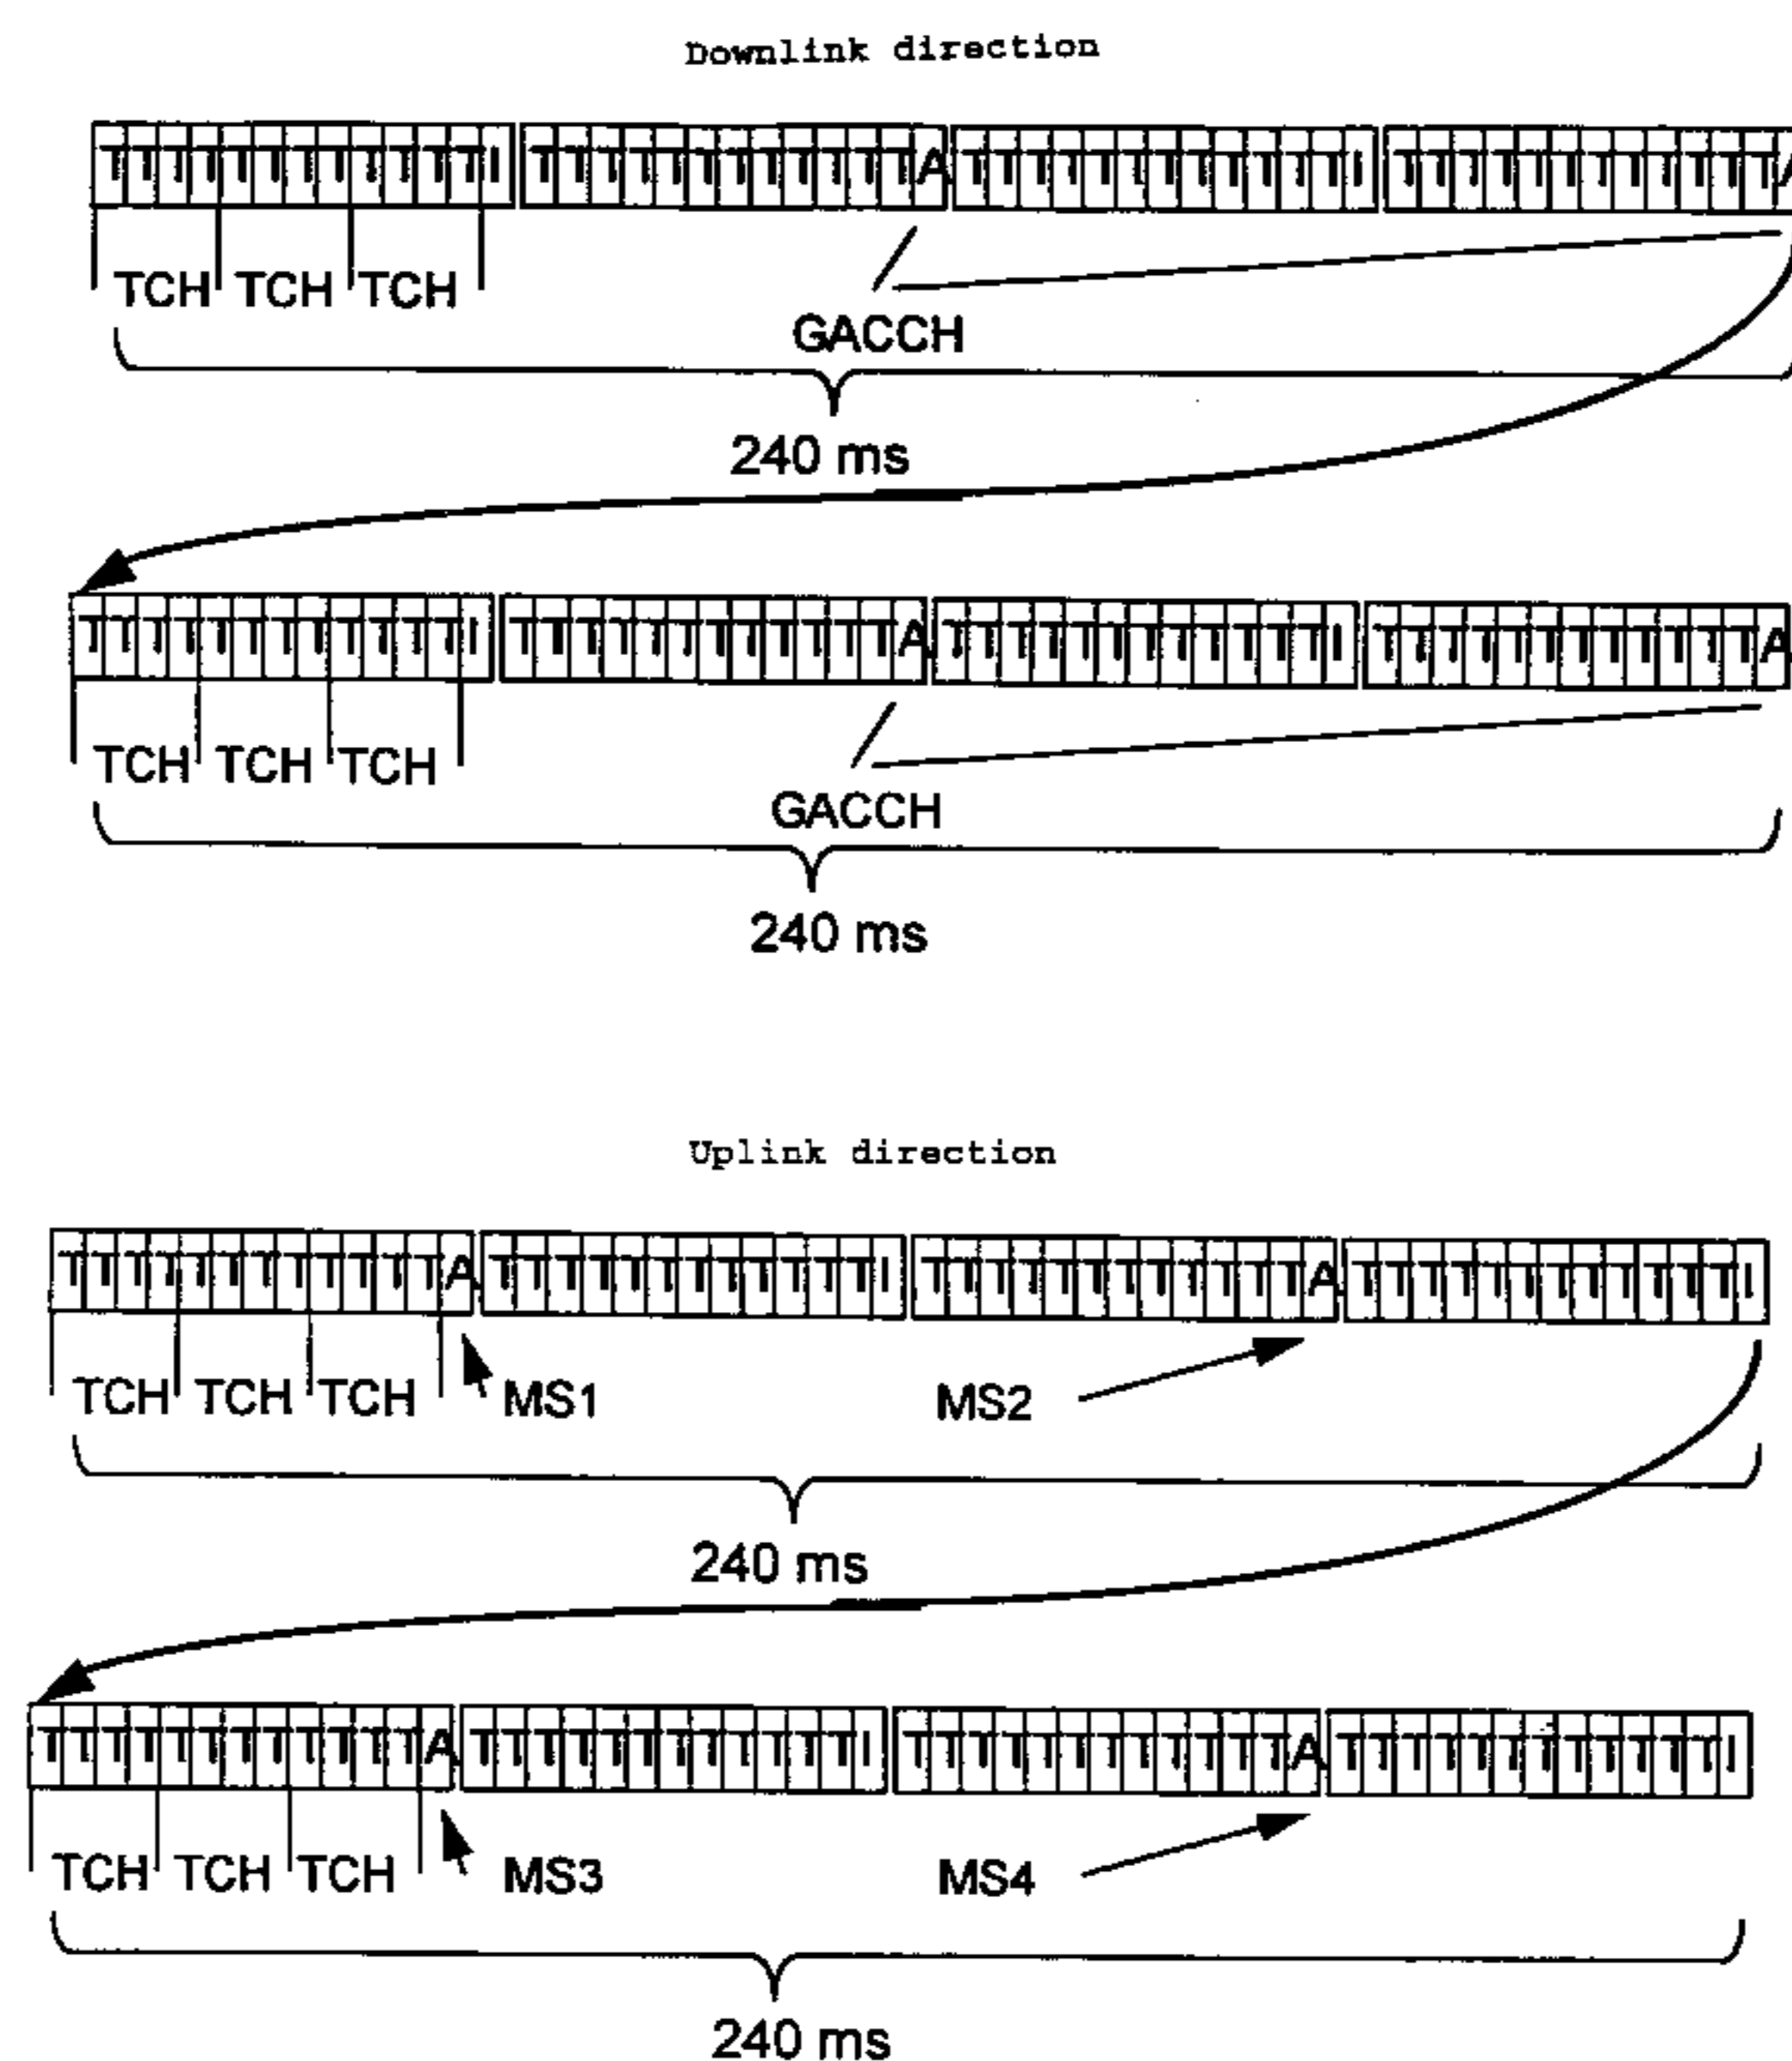 Downlink direction
TTTTTTTTTTTTI TTTTTTTTTTTTA TTTTTTTTTTTTI TTTTTTTTTTTTA
TCH TCH TCH
GACCH
240 ms
TTTTTTTTTTTTI TTTTTTTTTTTTA TTTTTTTTTTTTI TTTTTTTTTTTTA
TCH TCH TCH
GACCH
240 ms
Uplink direction
TTTTTTTTTTTTA TTTTTTTTTTTTI TTTTTTTTTTTTA TTTTTTTTTTTTI
TCH TCH TCH MS1 MS2
240 ms
TTTTTTTTTTTTA TTTTTTTTTTTTI TTTTTTTTTTTTA TTTTTTTTTTTTI
TCH TCH TCH MS3 MS4
240 ms